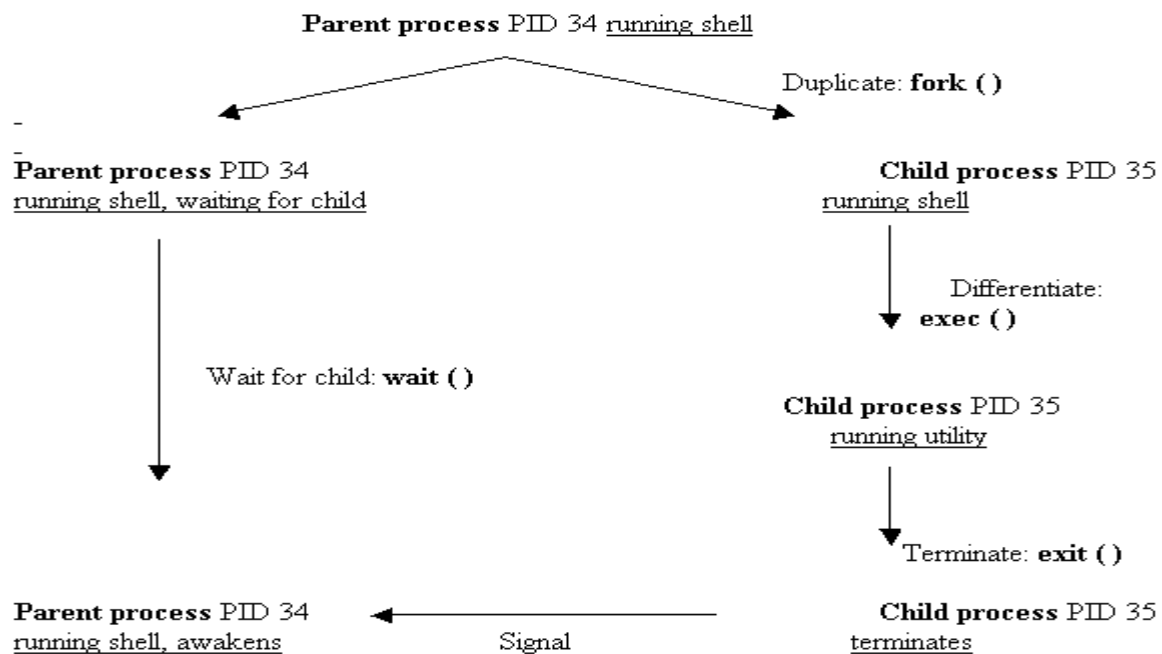 Parent process PID 34 running shell
Duplicate: fork ( )
Parent process PID 34
running shell, waiting for child
Child process PID 35
running shell
Differentiate:
exec ( )
Wait for child: wait ( )
Child process PID 35
running utility
Terminate: exit ( )
Parent process PID 34
running shell, awakens
Signal
Child process PID 35
terminates